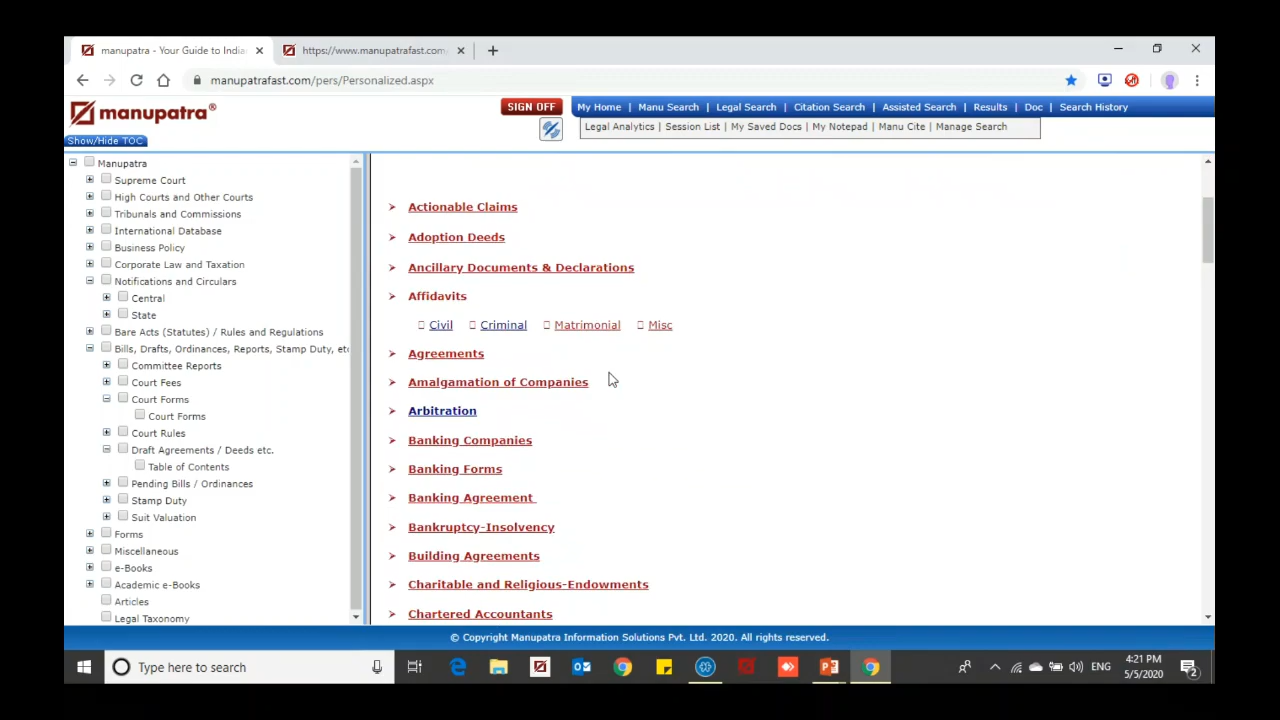 manupatra - Your Guide to India
https://www.manupatrafast.com
manupatrafast.com/pers/Personalized.aspx
manupatra®
SIGN OFF
My Home | Manu Search | Legal Search | Citation Search | Assisted Search | Results | Doc | Search History
Legal Analytics | Session List | My Saved Docs | My Notepad | Manu Cite | Manage Search
Show/Hide TOC
Manupatra
Supreme Court
High Courts and Other Courts
Tribunals and Commissions
International Database
Business Policy
Corporate Law and Taxation
Notifications and Circulars
Central
State
Bare Acts (Statutes) / Rules and Regulations
Bills, Drafts, Ordinances, Reports, Stamp Duty, etc
Committee Reports
Court Fees
Court Forms
Court Forms
Court Rules
Draft Agreements / Deeds etc.
Table of Contents
Pending Bills / Ordinances
Stamp Duty
Suit Valuation
Forms
Miscellaneous
e-Books
Academic e-Books
Articles
Legal Taxonomy
Actionable Claims
Adoption Deeds
Ancillary Documents & Declarations
Affidavits
Civil Criminal Matrimonial Misc
Agreements
Amalgamation of Companies
Arbitration
Banking Companies
Banking Forms
Banking Agreement
Bankruptcy-Insolvency
Building Agreements
Charitable and Religious-Endowments
Chartered Accountants
© Copyright Manupatra Information Solutions Pvt. Ltd. 2020. All rights reserved.
Type here to search
ENG
4:21 PM
5/5/2020
2